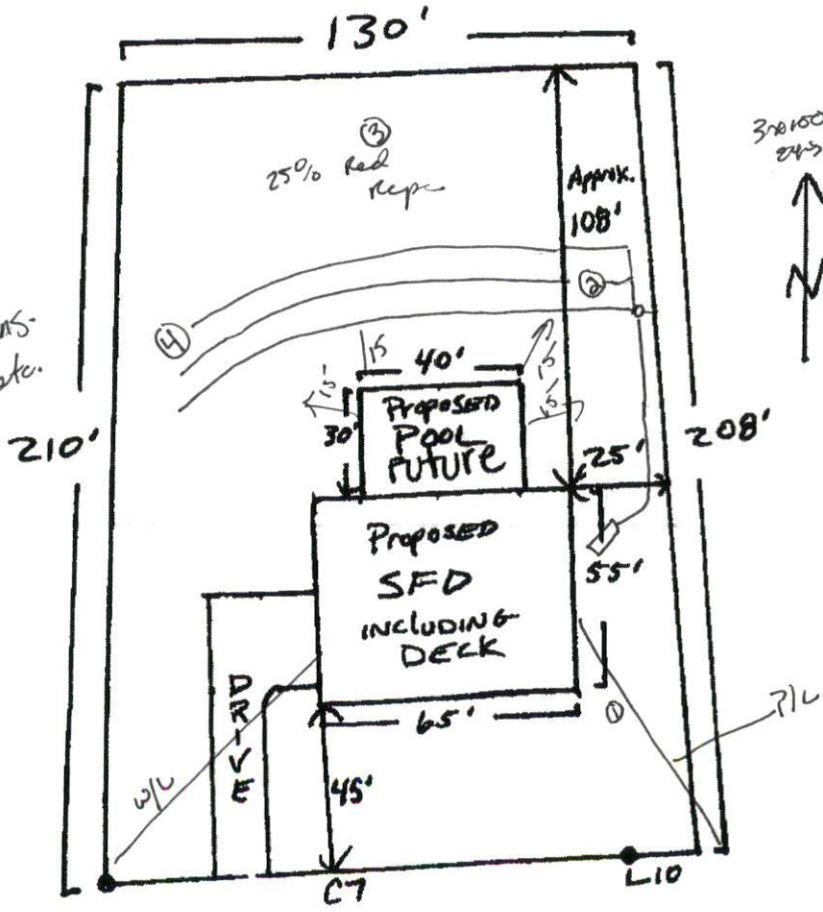 130'
③
25% Red
Approx.
108'
②
④
15
40'
15'
15'
15'
Proposed
POOL
FUTURE
30'
210'
208'
25'
N
Proposed
SFD
INCLUDING
DECK
55'
DRIVE
65'
①
P/L
W/L
45'
C7
L10